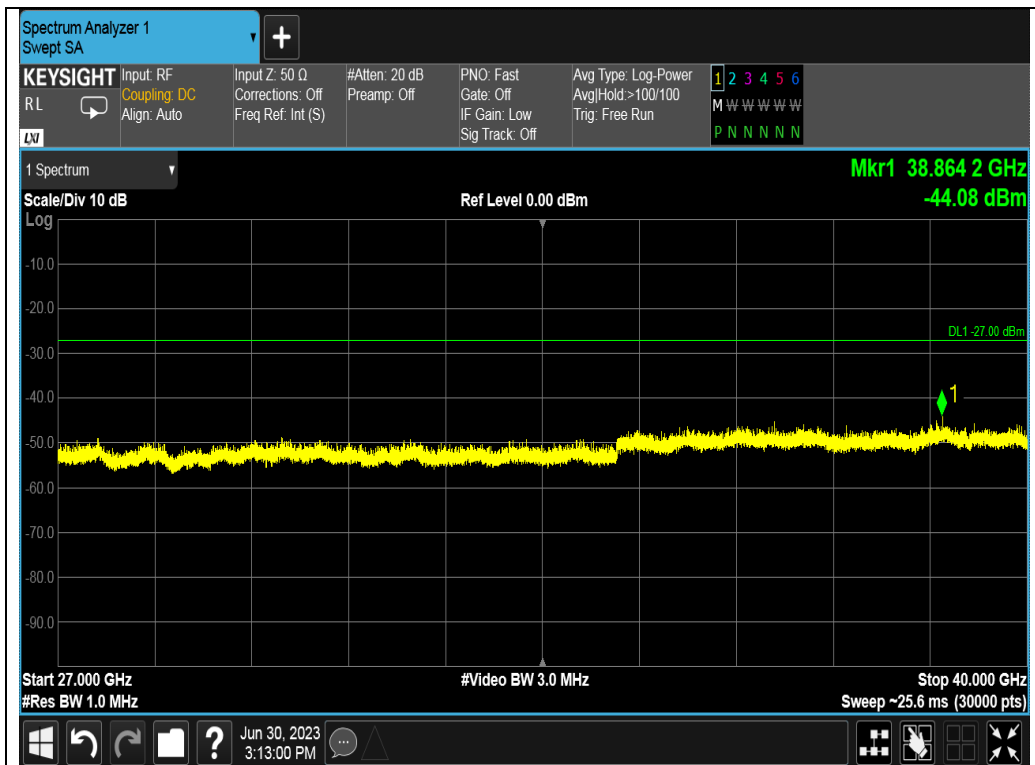 Spectrum Analyzer 1
Swept SA
KEYSIGHT
RL
LXI
Input: RF
Coupling: DC
Align: Auto
Input Z: 50 Ω
Corrections: Off
Freq Ref: Int (S)
#Atten: 20 dB
Preamp: Off
PNO: Fast
Gate: Off
IF Gain: Low
Sig Track: Off
Avg Type: Log-Power
Avg|Hold:>100/100
Trig: Free Run
1 2 3 4 5 6
M W W W W W
P N N N N N
1 Spectrum
Mkr1 38.864 2 GHz
-44.08 dBm
Scale/Div 10 dB
Ref Level 0.00 dBm
Log
-10.0
-20.0
DL1 -27.00 dBm
-30.0
-40.0
1
-50.0
-60.0
-70.0
-80.0
-90.0
Start 27.000 GHz
#Res BW 1.0 MHz
#Video BW 3.0 MHz
Stop 40.000 GHz
Sweep ~25.6 ms (30000 pts)
Jun 30, 2023
3:13:00 PM